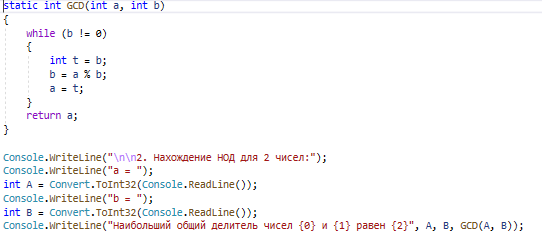 static int GCD(int a, int b)
{
    while (b != 0)
    {
        int t = b;
        b = a % b;
        a = t;
    }
    return a;
}

Console.WriteLine("\n\n2. Нахождение НОД для 2 чисел:");
Console.WriteLine("a = ");
int A = Convert.ToInt32(Console.ReadLine());
Console.WriteLine("b = ");
int B = Convert.ToInt32(Console.ReadLine());
Console.WriteLine("Наибольший общий делитель чисел {0} и {1} равен {2}", A, B, GCD(A, B));